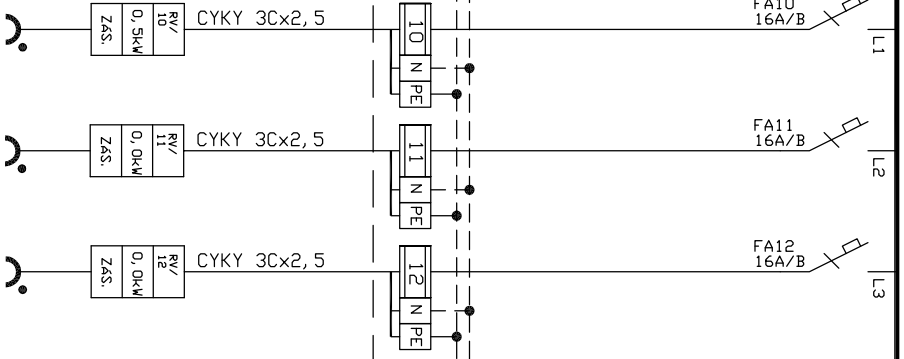 FA10
16A/B
L1
10
N
PE
CYKY 3Cx2,5
RV/
10
0,5kW
ZáS.
FA11
16A/B
L2
11
N
PE
CYKY 3Cx2,5
RV/
11
0,0kW
ZáS.
FA12
16A/B
L3
12
N
PE
CYKY 3Cx2,5
RV/
12
0,0kW
ZáS.